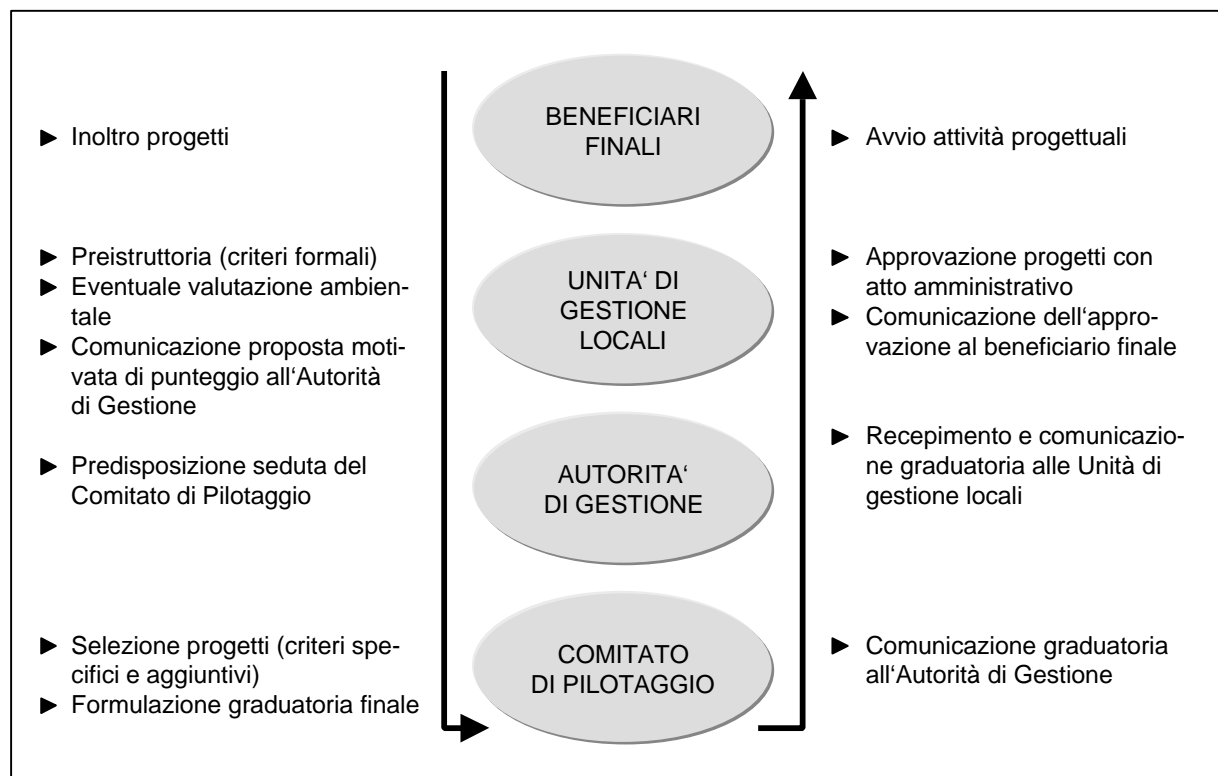 BENEFICIARI
FINALI
► Inoltro progetti
► Avvio attività progettuali
► Preistruttoria (criteri formali)
► Eventuale valutazione ambien-
tale
► Comunicazione proposta moti-
vata di punteggio all‘Autorità
di Gestione
UNITA‘ DI
GESTIONE
LOCALI
► Approvazione progetti con
atto amministrativo
► Comunicazione dell‘appro-
vazione al beneficiario finale
► Predisposizione seduta del
Comitato di Pilotaggio
AUTORITA‘
DI GESTIONE
► Recepimento e comunicazio-
ne graduatoria alle Unità di
gestione locali
► Selezione progetti (criteri spe-
cifici e aggiuntivi)
► Formulazione graduatoria finale
COMITATO
DI PILOTAGGIO
► Comunicazione graduatoria
all‘Autorità di Gestione